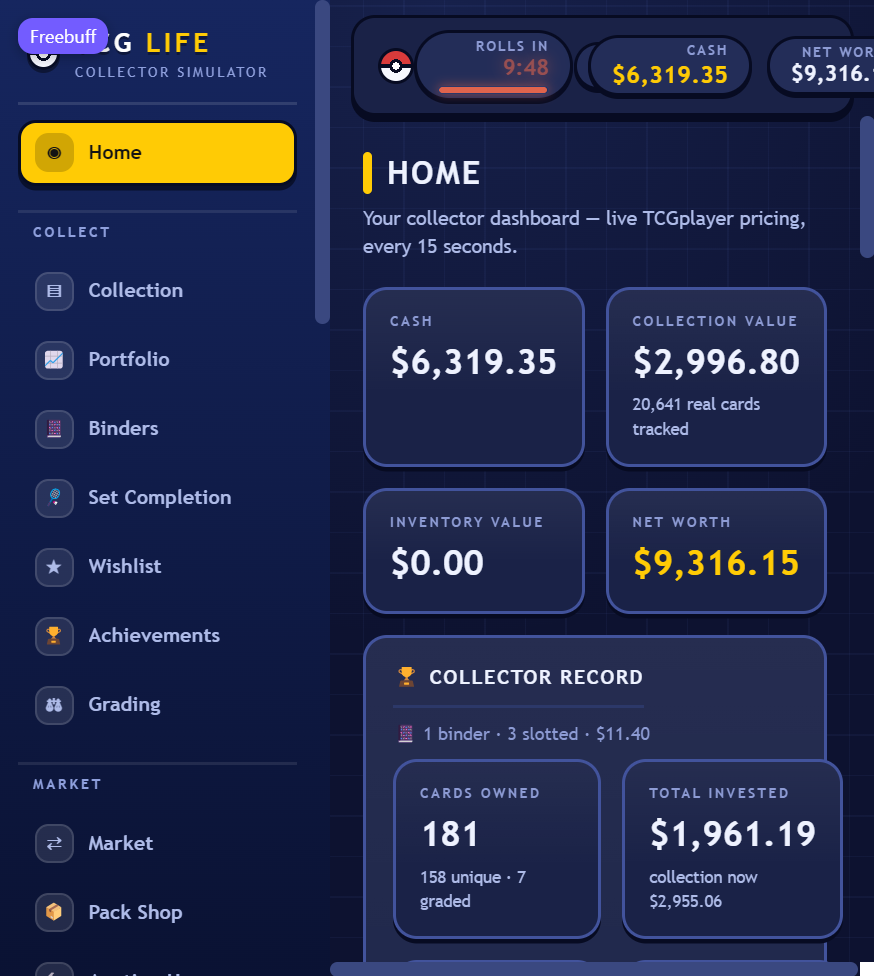 Freebuff
CG LIFE
COLLECTOR SIMULATOR
Home
COLLECT
Collection
Portfolio
Binders
Set Completion
Wishlist
Achievements
Grading
MARKET
Market
Pack Shop
ROLLS IN
9:48
CASH
$6,319.35
NET WOR
$9,316.
HOME
Your collector dashboard — live TCGplayer pricing,
every 15 seconds.
CASH
$6,319.35
COLLECTION VALUE
$2,996.80
20,641 real cards
tracked
INVENTORY VALUE
$0.00
NET WORTH
$9,316.15
COLLECTOR RECORD
1 binder · 3 slotted · $11.40
CARDS OWNED
181
158 unique · 7
graded
TOTAL INVESTED
$1,961.19
collection now
$2,955.06